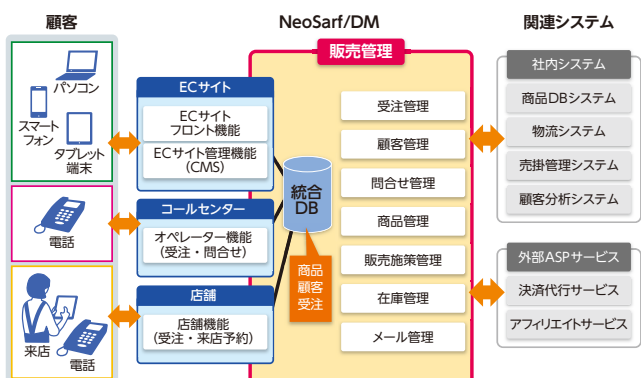 顧客
NeoSarf/DM
関連システム
パソコン
スマート
フォン
タブレット
端末
電話
来店
電話
ECサイト
ECサイト
フロント機能
ECサイト管理機能
(CMS)
コールセンター
オペレーター機能
(受注・問合せ)
店舗
店舗機能
(受注・来店予約)
販売管理
統合
DB
商品
顧客
受注
受注管理
顧客管理
問合せ管理
商品管理
販売施策管理
在庫管理
メール管理
社内システム
商品DBシステム
物流システム
売掛管理システム
顧客分析システム
外部ASPサービス
決済代行サービス
アフィリエイトサービス